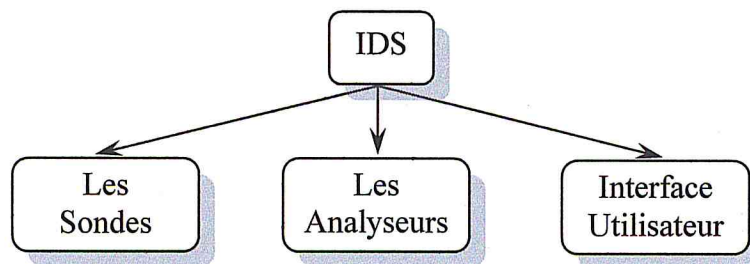 IDS
Les
Sondes
Les
Analyseurs
Interface
Utilisateur